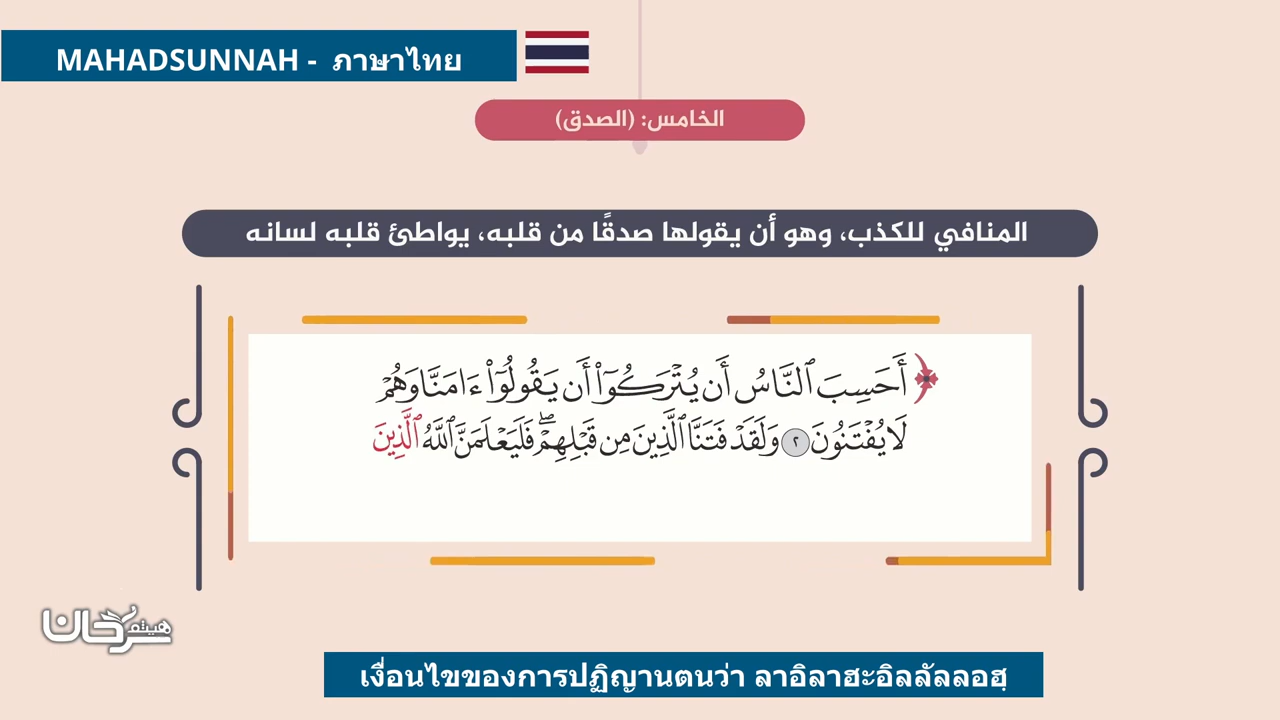 MAHADSUNNAH - ภาษาไทย
الخامس: (الصدق)
المنافي للكذب، وهو أن يقولها صدقًا من قلبه، يواطئ قلبه لسانه
﴿أَحَسِبَ ٱلنَّاسُ أَن يُتْرَكُوٓا۟ أَن يَقُولُوٓا۟ ءَامَنَّا وَهُمْ
لَا يُفْتَنُونَ ٢ وَلَقَدْ فَتَنَّا ٱلَّذِينَ مِن قَبْلِهِمْ ۖ فَلَيَعْلَمَنَّ ٱللَّهُ ٱلَّذِينَ
هيثم سرحان
เงื่อนไขของการปฏิญานตนว่า ลาอิลาฮะอิลลัลลอฮฺ